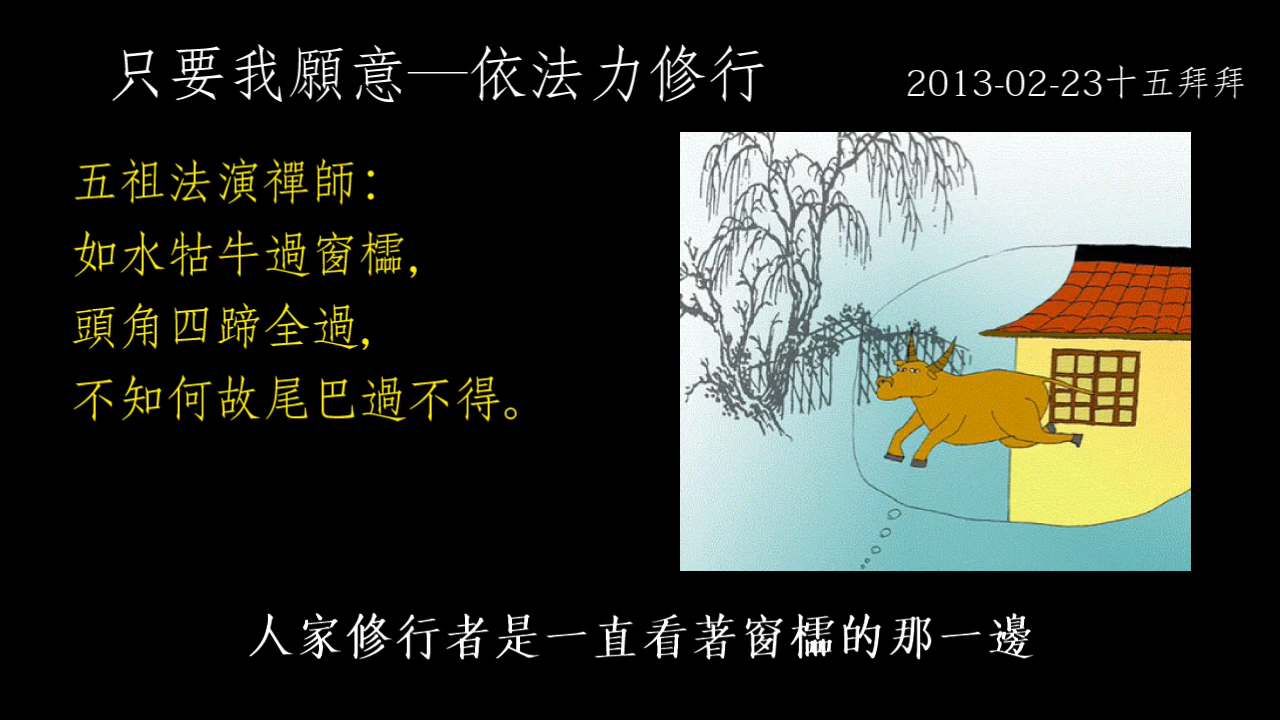 只要我願意—依法力修行
2013-02-23十五拜拜
五祖法演禪師：
如水牯牛過窗櫺，
頭角四蹄全過，
不知何故尾巴過不得。
人家修行者是一直看著窗櫺的那一邊